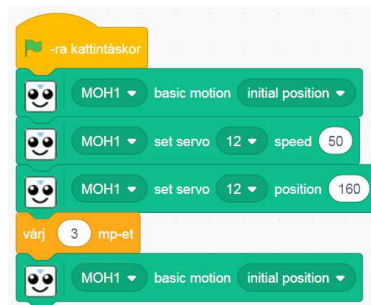 -ra kattintáskor
MOH1 basic motion initial position
MOH1 set servo 12 speed 50
MOH1 set servo 12 position 160
várj 3 mp-et
MOH1 basic motion initial position